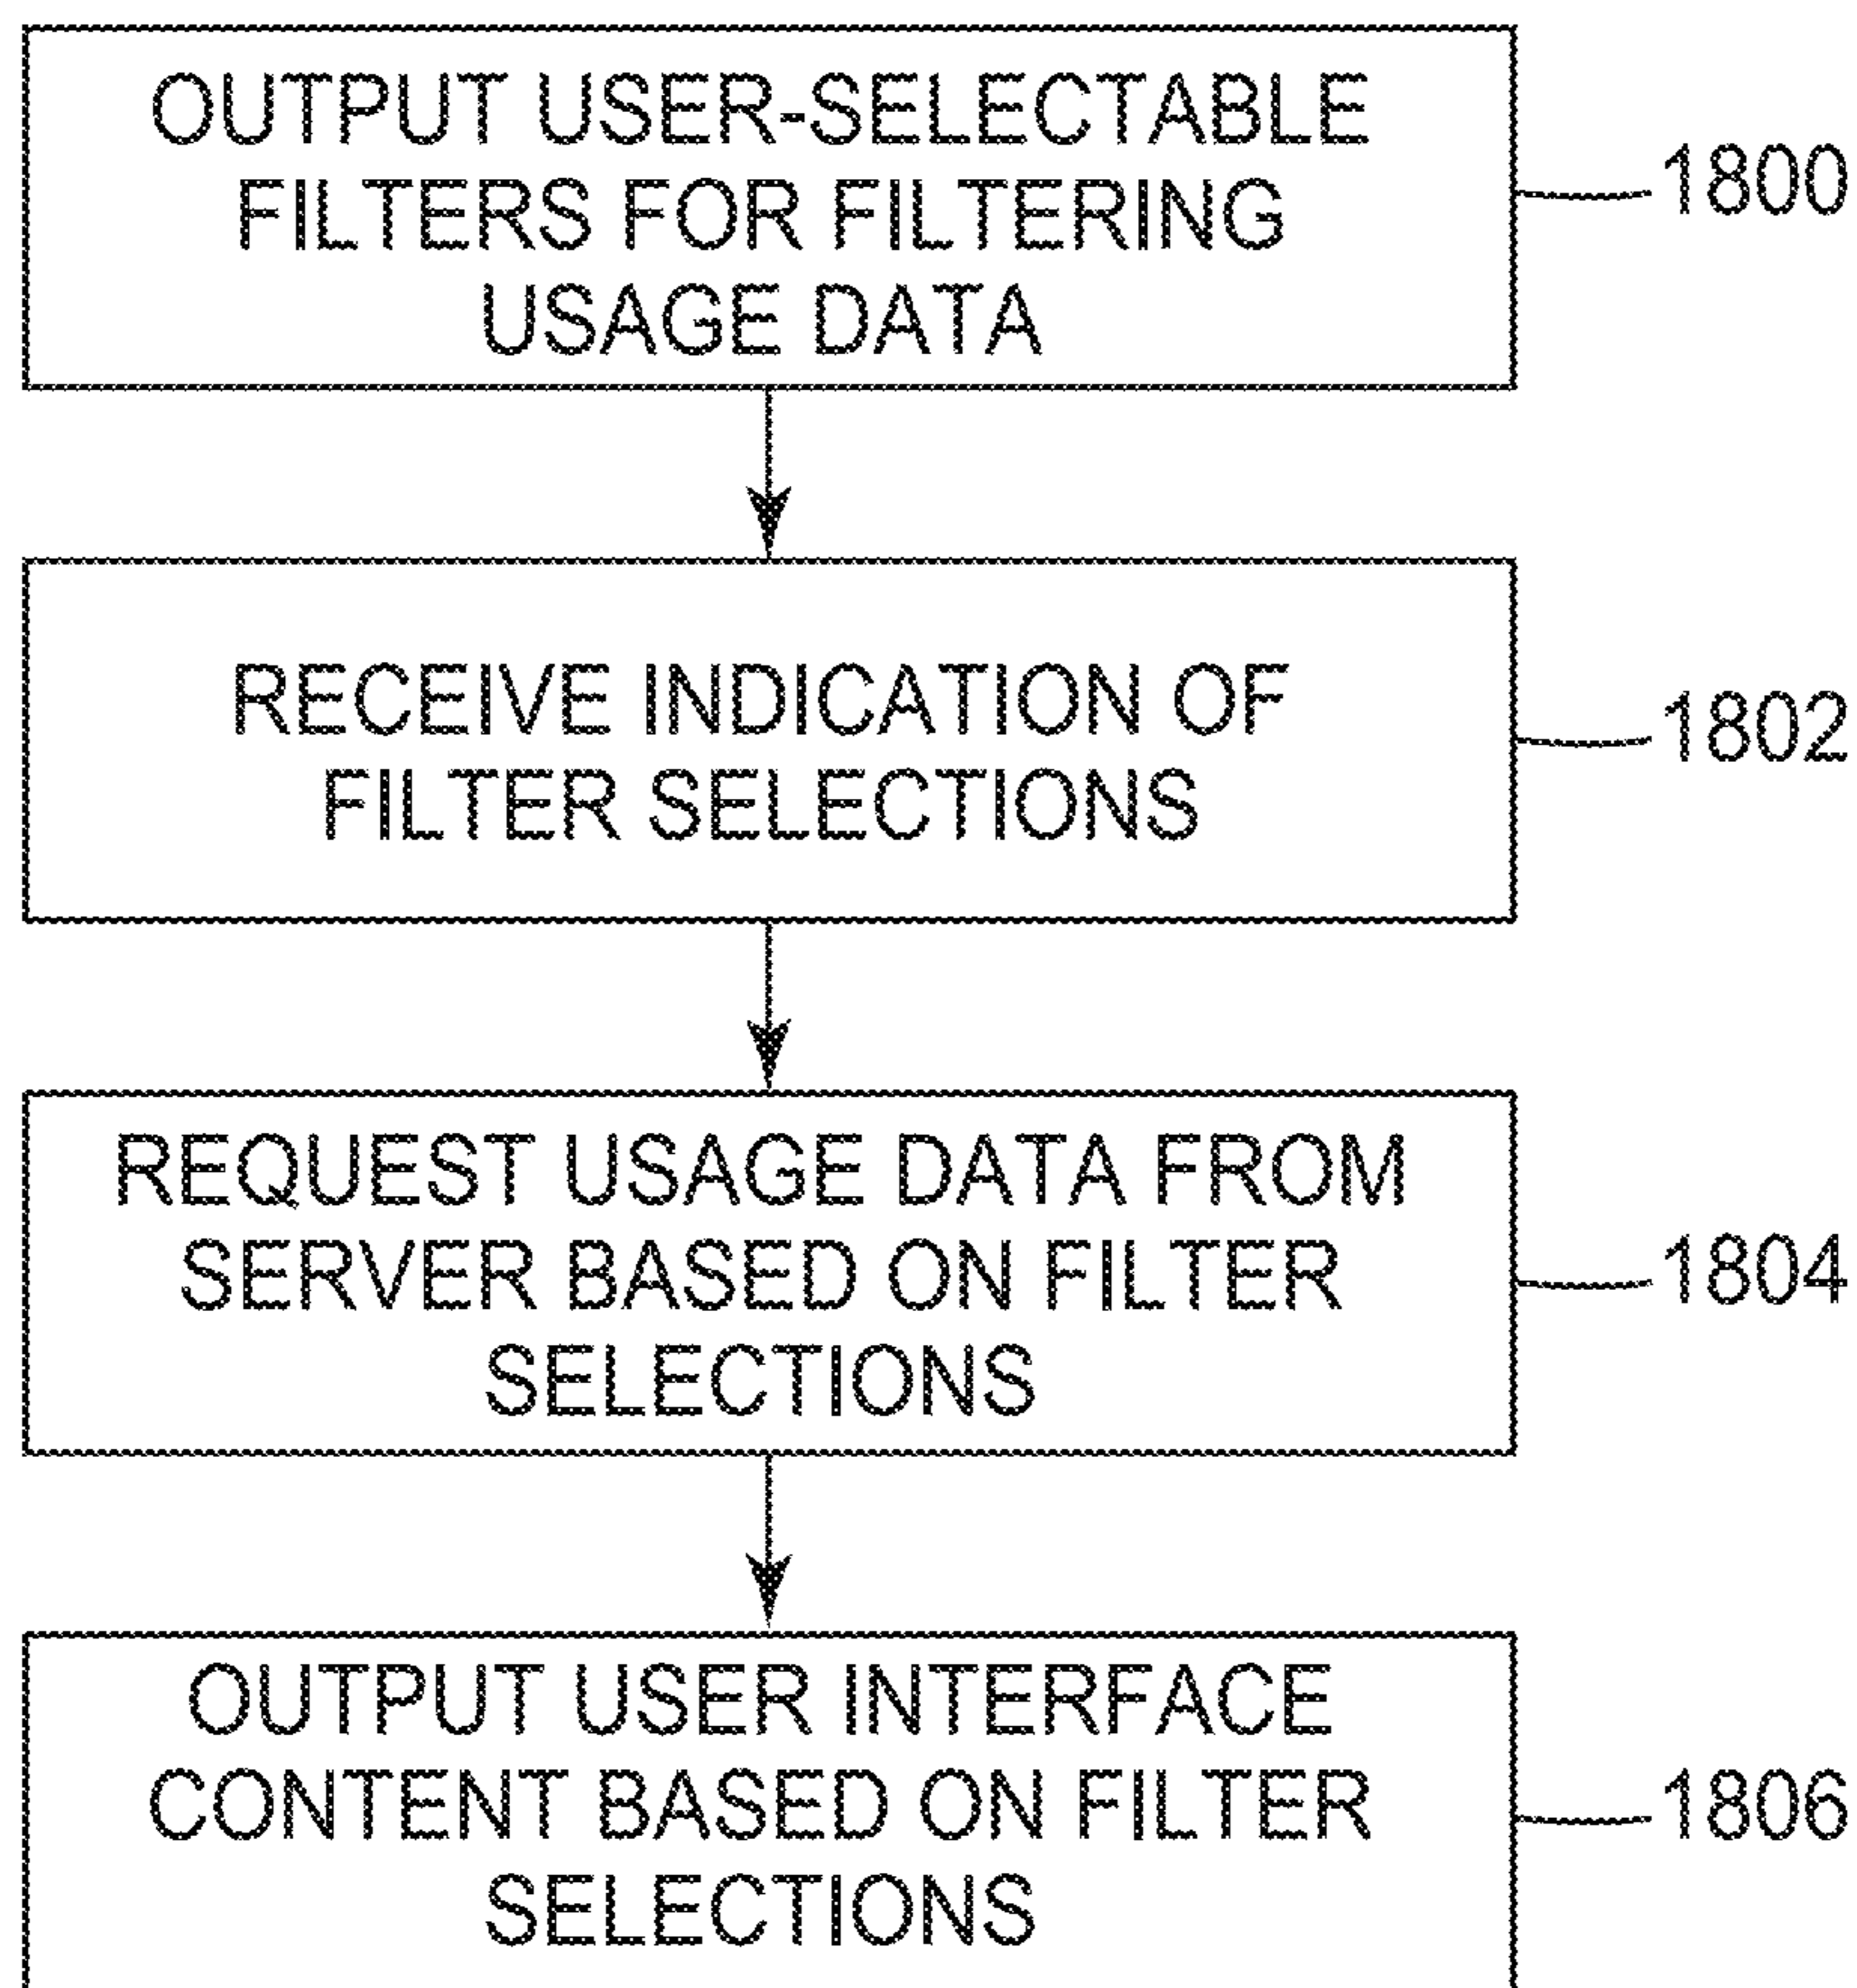 OUTPUT USER-SELECTABLE
FILTERS FOR FILTERING
USAGE DATA
1800
RECEIVE INDICATION OF
FILTER SELECTIONS
1802
REQUEST USAGE DATA FROM
SERVER BASED ON FILTER
SELECTIONS
1804
OUTPUT USER INTERFACE
CONTENT BASED ON FILTER
SELECTIONS
1806